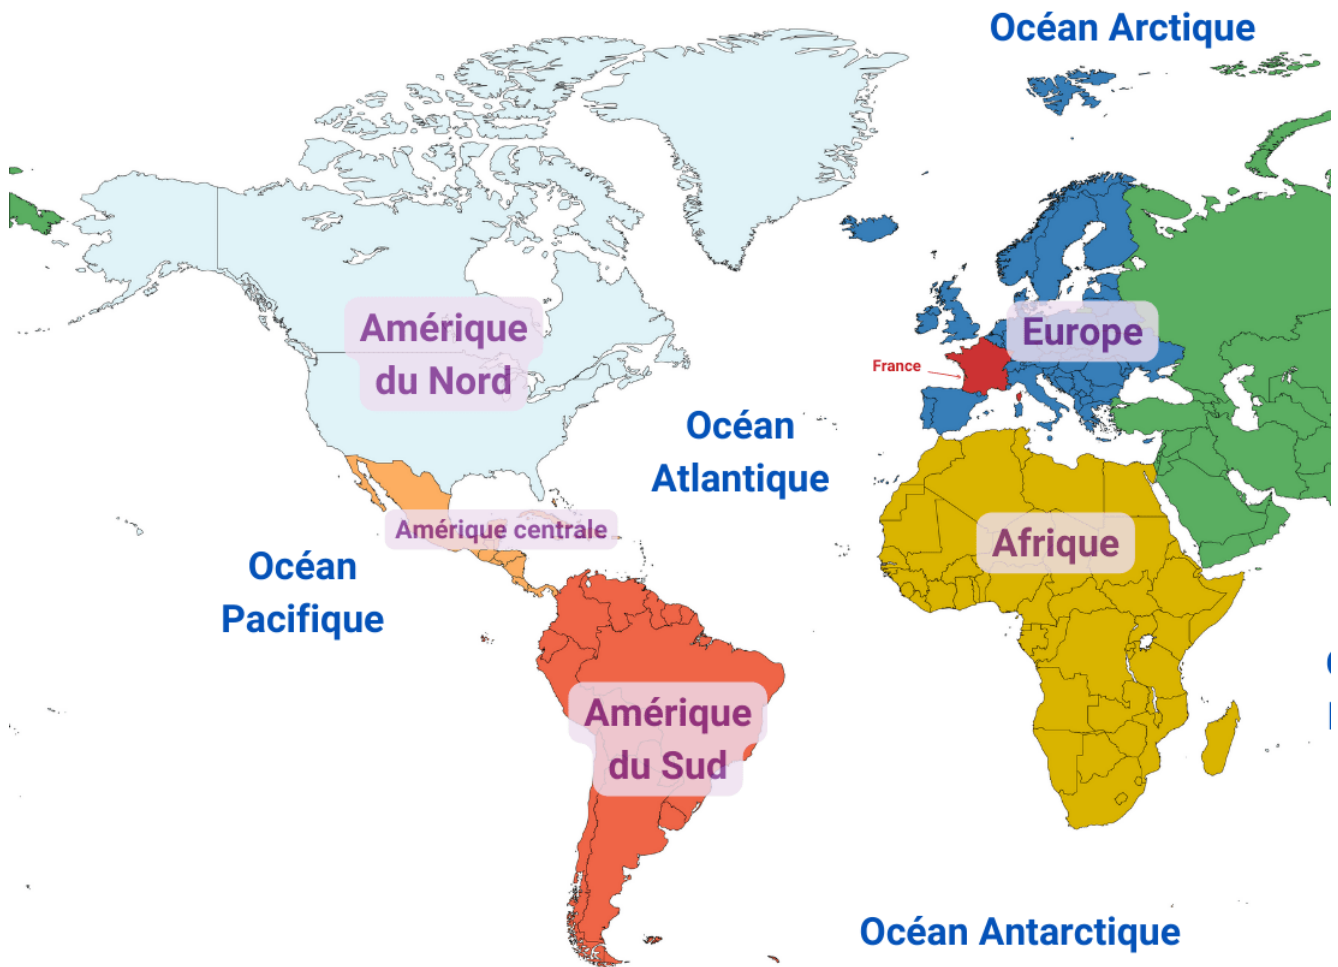 Océan Arctique
Amérique
du Nord
Europe
France
Océan
Atlantique
Amérique centrale
Afrique
Océan
Pacifique
Amérique
du Sud
Océan Antarctique